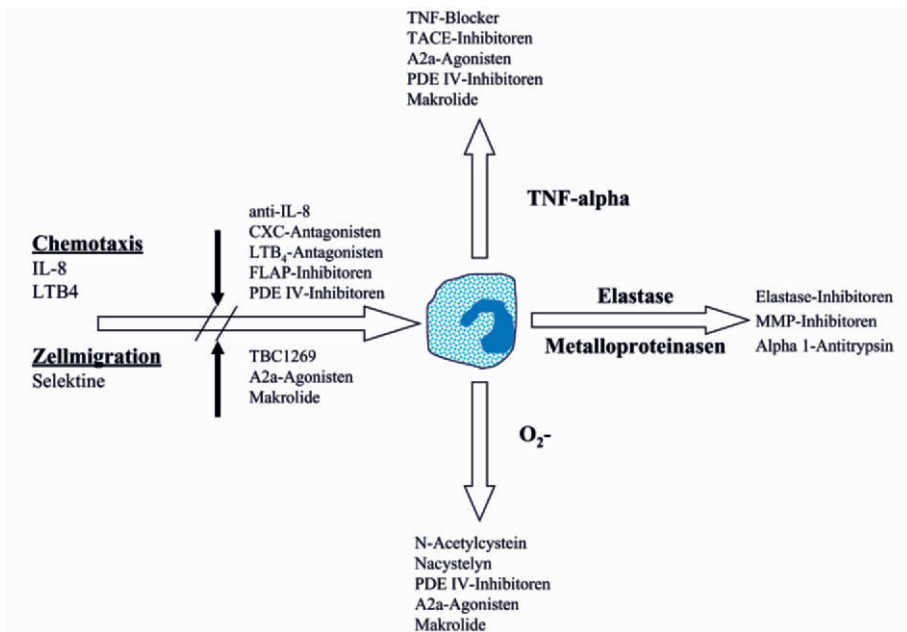 TNF-Blocker
TACE-Inhibitoren
A2a-Agonisten
PDE IV-Inhibitoren
Makrolide
TNF-alpha
Chemotaxis
IL-8
LTB4
anti-IL-8
CXC-Antagonisten
LTB₄-Antagonisten
FLAP-Inhibitoren
PDE IV-Inhibitoren
Zellmigration
Selektine
TBC1269
A2a-Agonisten
Makrolide
Elastase
Metalloproteinasen
Elastase-Inhibitoren
MMP-Inhibitoren
Alpha 1-Antitrypsin
O₂-
N-Acetylcystein
Nacystelyn
PDE IV-Inhibitoren
A2a-Agonisten
Makrolide